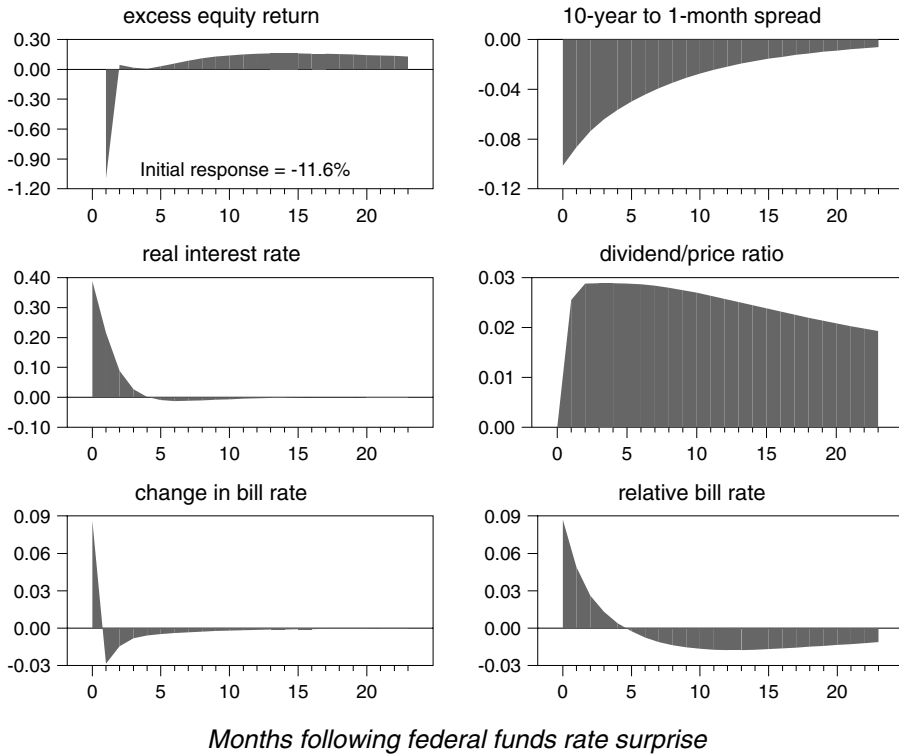 excess equity return
0.30
0.00
-0.30
-0.60
-0.90
-1.20
Initial response = -11.6%
0 5 10 15 20
10-year to 1-month spread
0.00
-0.04
-0.08
-0.12
0 5 10 15 20
real interest rate
0.40
0.30
0.20
0.10
0.00
-0.10
0 5 10 15 20
dividend/price ratio
0.03
0.02
0.01
0.00
0 5 10 15 20
change in bill rate
0.09
0.06
0.03
0.00
-0.03
0 5 10 15 20
relative bill rate
0.09
0.06
0.03
0.00
-0.03
0 5 10 15 20
Months following federal funds rate surprise